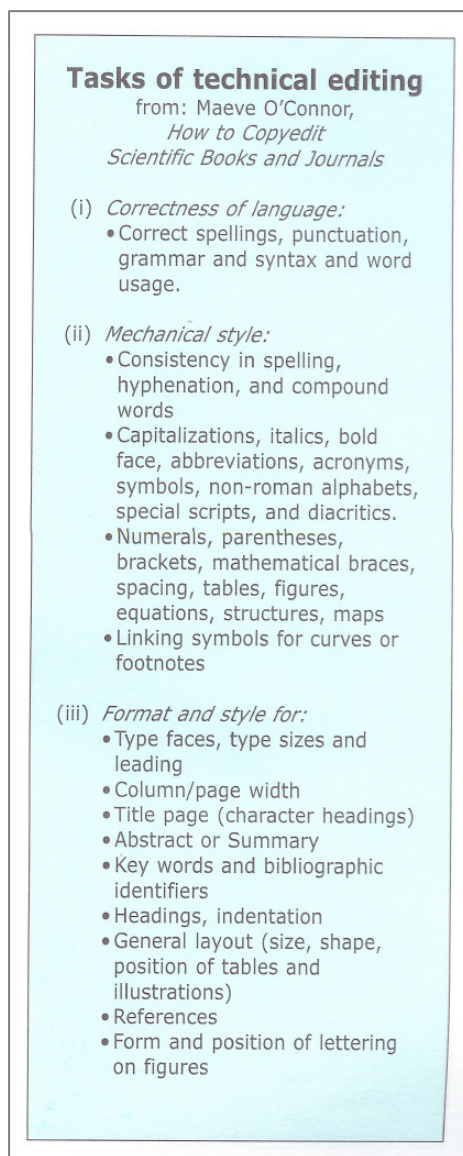 Tasks of technical editing
from: Maeve O'Connor,
How to Copyedit
Scientific Books and Journals
(i) Correctness of language:
• Correct spellings, punctuation,
grammar and syntax and word
usage.
(ii) Mechanical style:
• Consistency in spelling,
hyphenation, and compound
words
• Capitalizations, italics, bold
face, abbreviations, acronyms,
symbols, non-roman alphabets,
special scripts, and diacritics.
• Numerals, parentheses,
brackets, mathematical braces,
spacing, tables, figures,
equations, structures, maps
• Linking symbols for curves or
footnotes
(iii) Format and style for:
• Type faces, type sizes and
leading
• Column/page width
• Title page (character headings)
• Abstract or Summary
• Key words and bibliographic
identifiers
• Headings, indentation
• General layout (size, shape,
position of tables and
illustrations)
• References
• Form and position of lettering
on figures